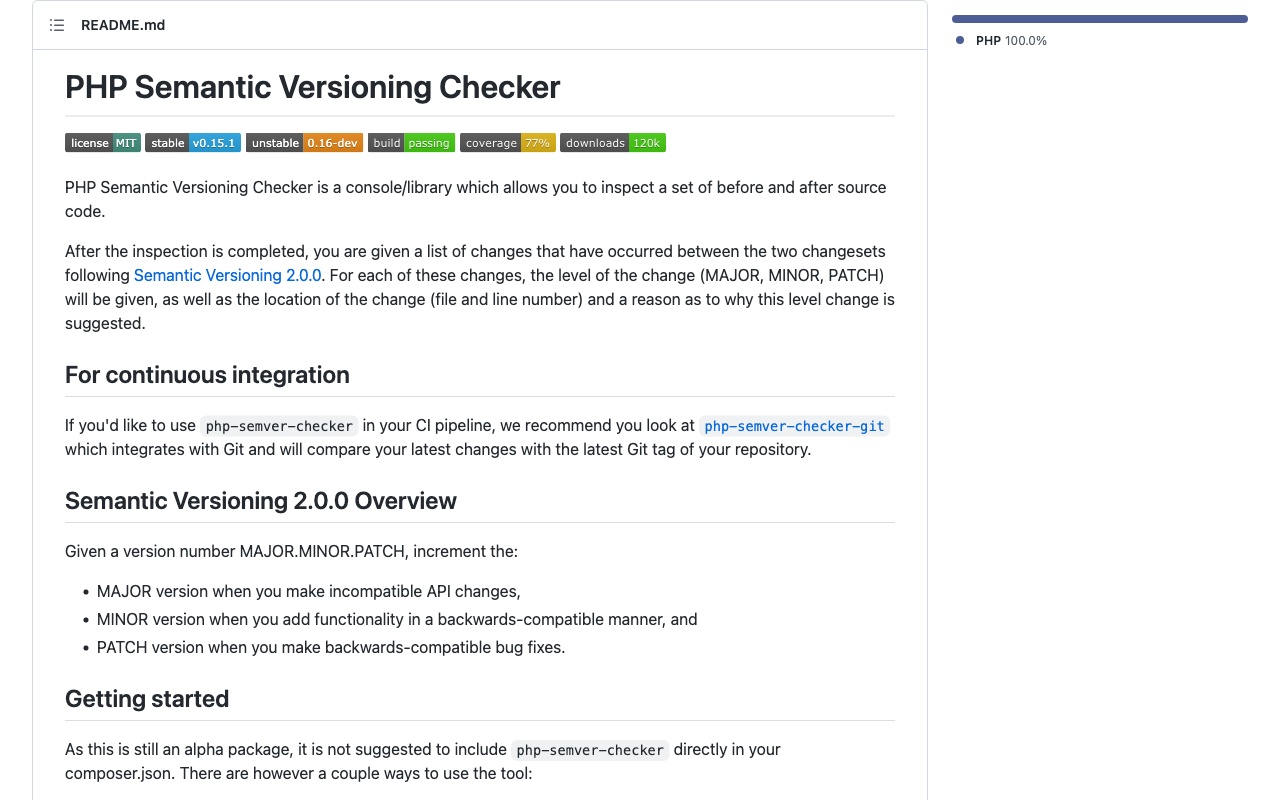 README.md
PHP Semantic Versioning Checker
license MIT stable v0.15.1 unstable 0.16-dev build passing coverage 77% downloads 120k
PHP Semantic Versioning Checker is a console/library which allows you to inspect a set of before and after source
code.
After the inspection is completed, you are given a list of changes that have occurred between the two changesets
following Semantic Versioning 2.0.0. For each of these changes, the level of the change (MAJOR, MINOR, PATCH)
will be given, as well as the location of the change (file and line number) and a reason as to why this level change is
suggested.
For continuous integration
If you'd like to use php-semver-checker in your CI pipeline, we recommend you look at php-semver-checker-git
which integrates with Git and will compare your latest changes with the latest Git tag of your repository.
Semantic Versioning 2.0.0 Overview
Given a version number MAJOR.MINOR.PATCH, increment the:
• MAJOR version when you make incompatible API changes,
• MINOR version when you add functionality in a backwards-compatible manner, and
• PATCH version when you make backwards-compatible bug fixes.
Getting started
As this is still an alpha package, it is not suggested to include php-semver-checker directly in your
composer.json. There are however a couple ways to use the tool:
PHP 100.0%